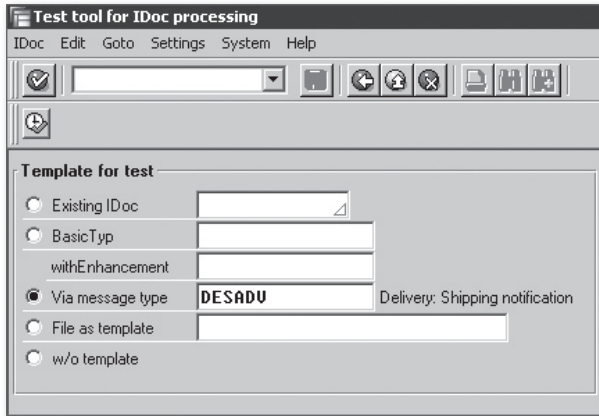 Test tool for IDoc processing
IDoc Edit Goto Settings System Help
Template for test
Existing IDoc
BasicTyp
withEnhancement
Via message type DESADV Delivery: Shipping notification
File as template
w/o template